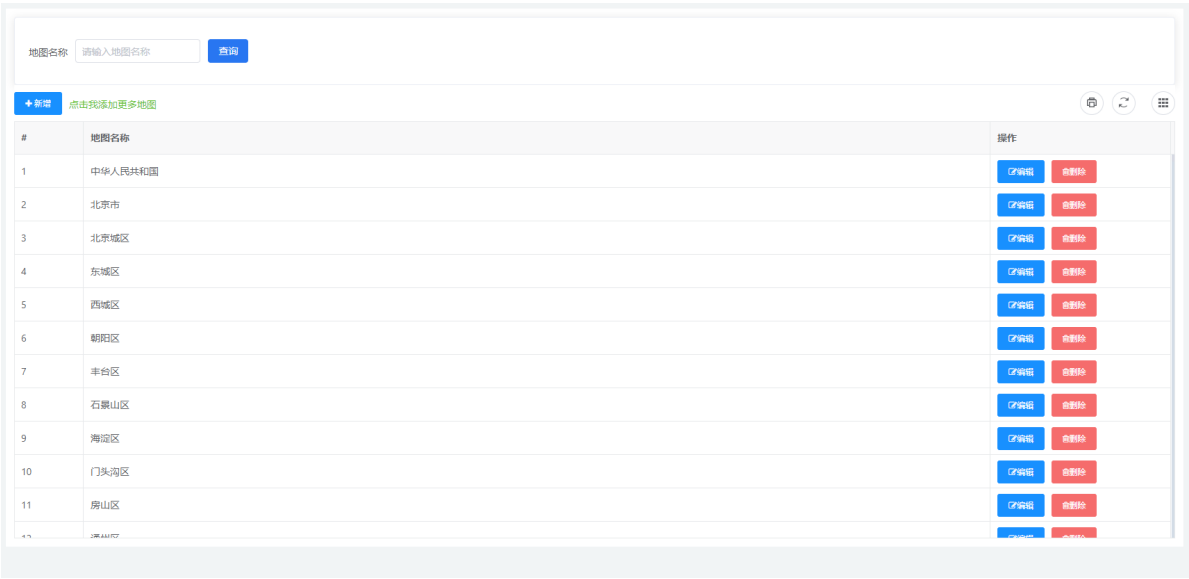 地图名称 请输入地图名称 查询
新增 点击我添加更多地图
# 地图名称 操作
1 中华人民共和国 编辑 删除
2 北京市 编辑 删除
3 北京城区 编辑 删除
4 东城区 编辑 删除
5 西城区 编辑 删除
6 朝阳区 编辑 删除
7 丰台区 编辑 删除
8 石景山区 编辑 删除
9 海淀区 编辑 删除
10 门头沟区 编辑 删除
11 房山区 编辑 删除